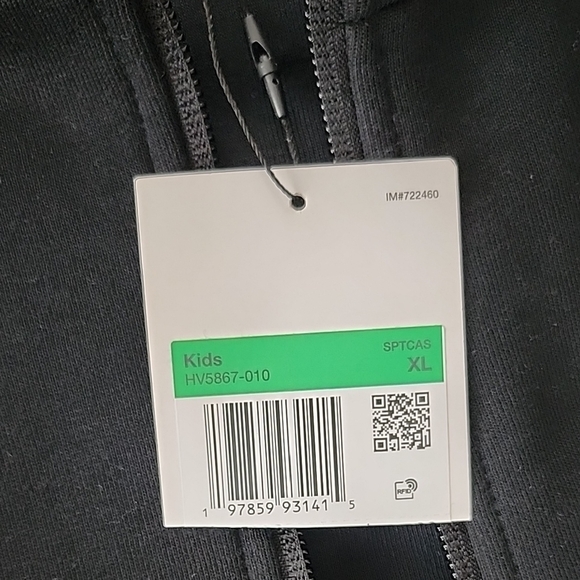 IM#722460
Kids
SPTCAS
HV5867-010
XL
RFID
1 97859 93141 5